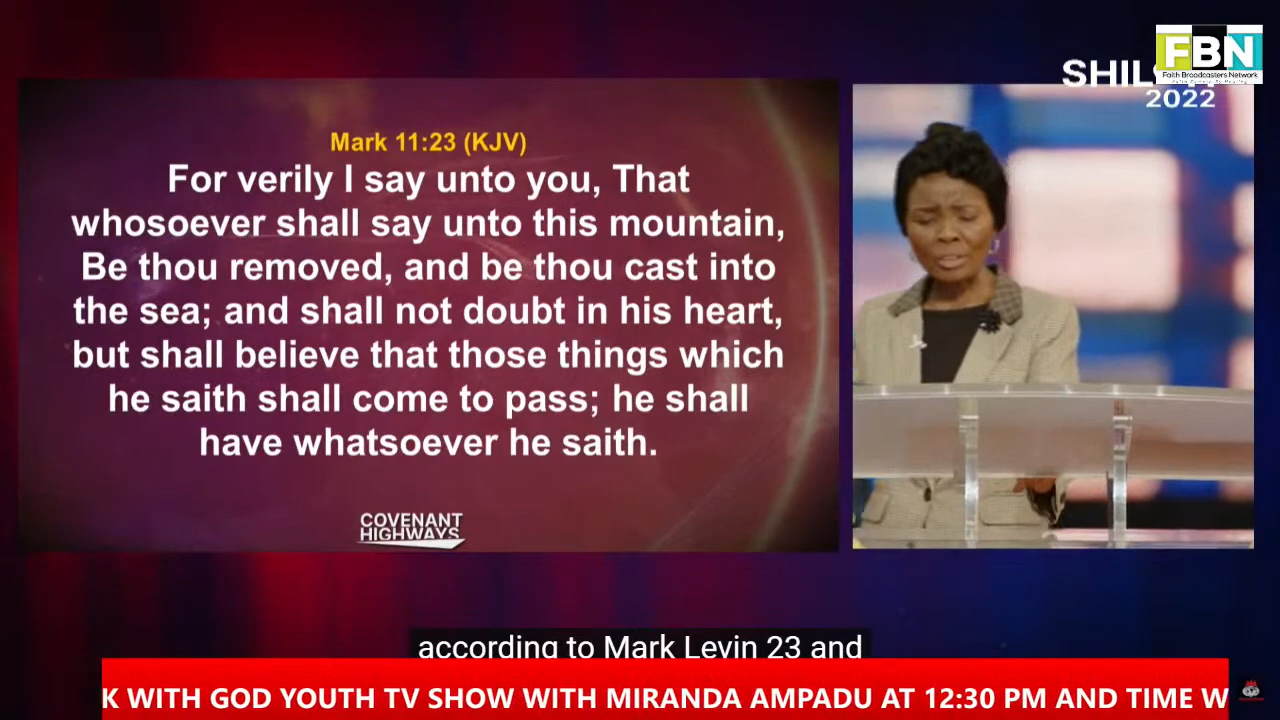 FBN
Faith Broadcasters Network
SHIL
2022
Mark 11:23 (KJV)
For verily I say unto you, That
whosoever shall say unto this mountain,
Be thou removed, and be thou cast into
the sea; and shall not doubt in his heart,
but shall believe that those things which
he saith shall come to pass; he shall
have whatsoever he saith.
COVENANT
HIGHWAYS
according to Mark Levin 23 and
K WITH GOD YOUTH TV SHOW WITH MIRANDA AMPADU AT 12:30 PM AND TIME W